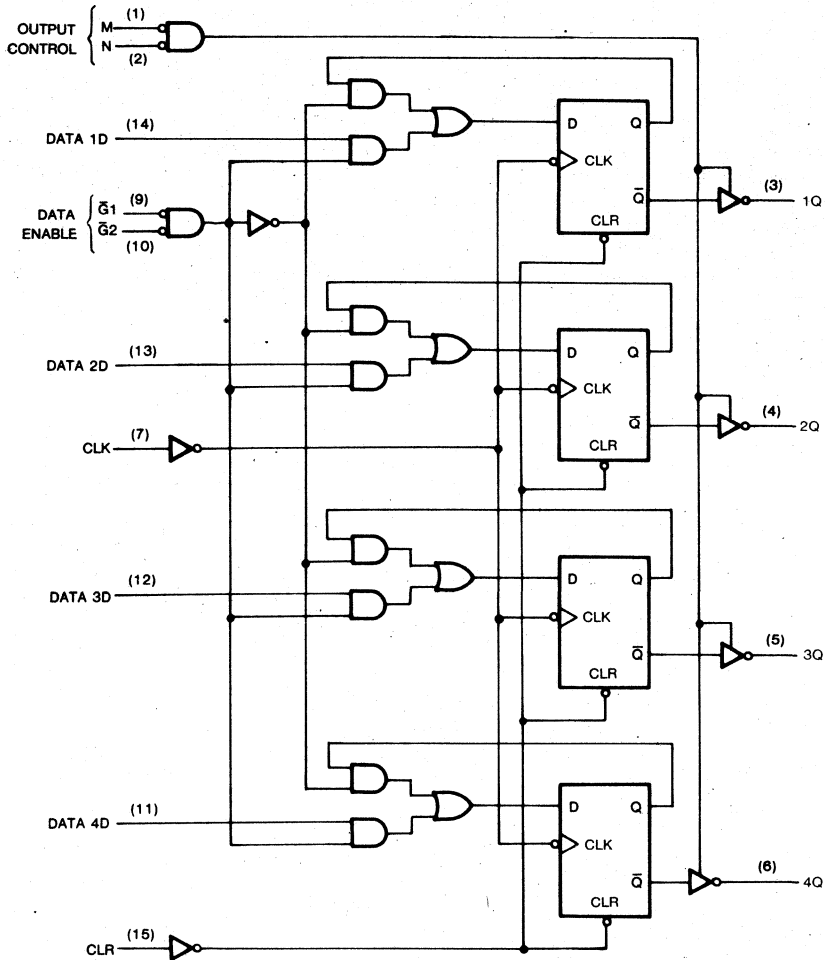 (1)
OUTPUT M
CONTROL N
(2)
(14)
DATA 1D
D Q
CLK
Q̅
CLR
(3)
1Q
(9)
DATA G̅1
ENABLE G̅2
(10)
(13)
DATA 2D
D Q
CLK
Q̅
CLR
(4)
2Q
(7)
CLK
(12)
DATA 3D
D Q
CLK
Q̅
CLR
(5)
3Q
(11)
DATA 4D
D Q
CLK
Q̅
CLR
(6)
4Q
(15)
CLR